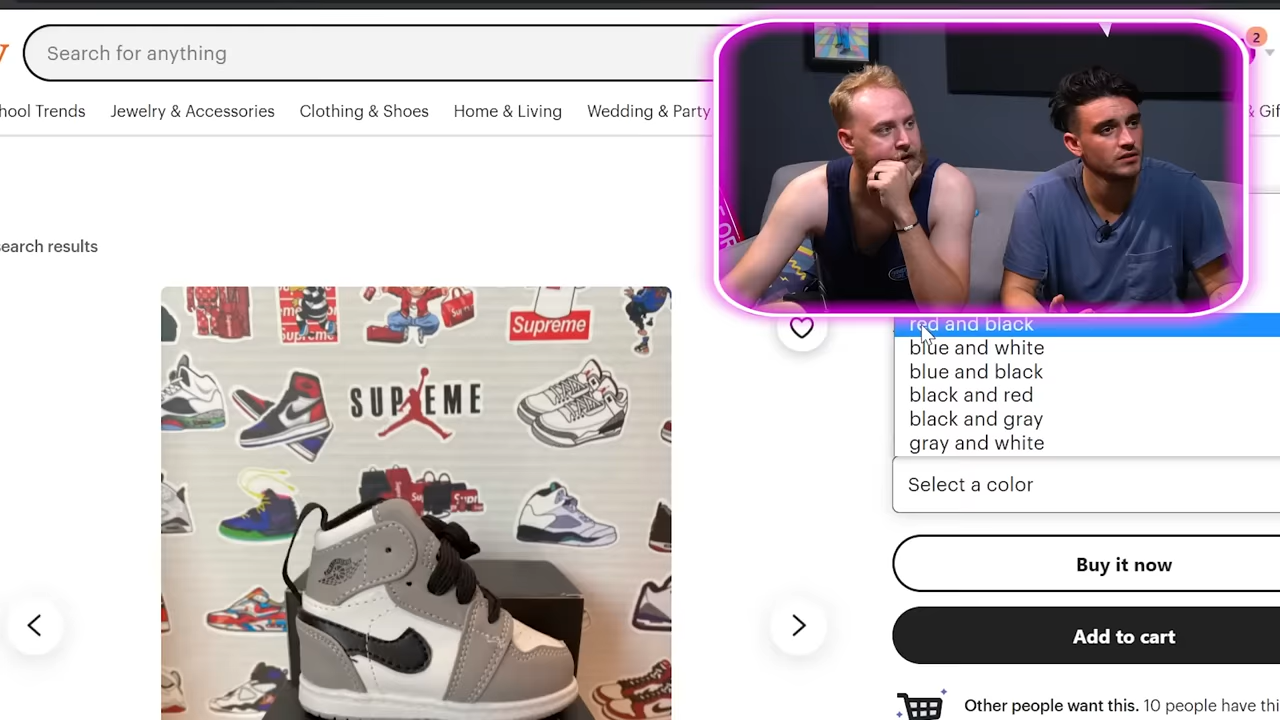 y
Search for anything
2
hool Trends
Jewelry & Accessories
Clothing & Shoes
Home & Living
Wedding & Party
& Gif
earch results
red and black
blue and white
blue and black
black and red
black and gray
gray and white
Select a color
Buy it now
Add to cart
Other people want this. 10 people have thi
Supreme
SUPREME